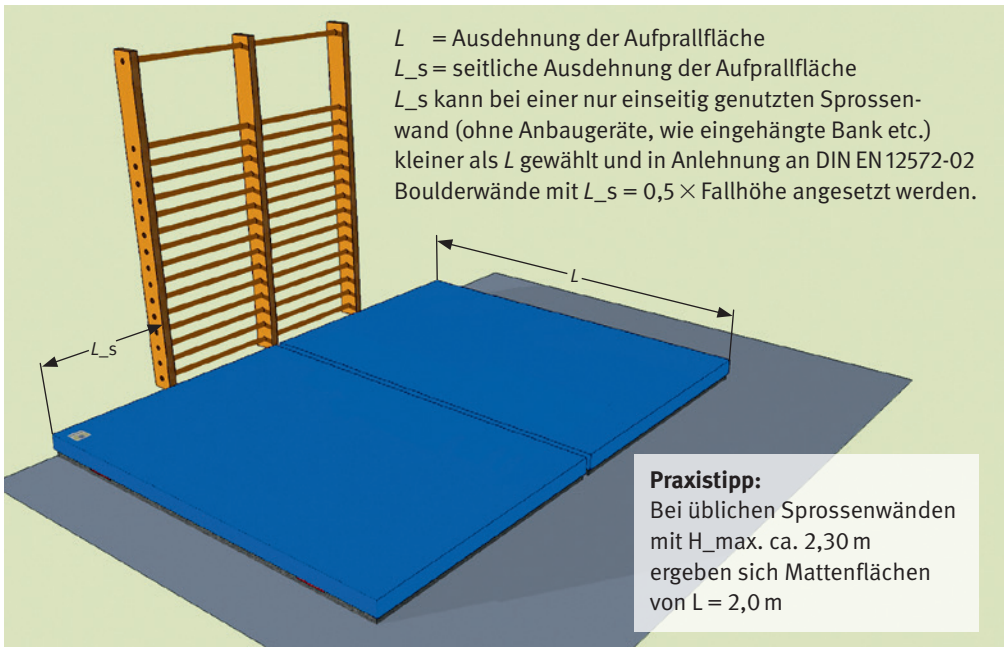 L = Ausdehnung der Aufprallfläche
L_s = seitliche Ausdehnung der Aufprallfläche
L_s kann bei einer nur einseitig genutzten Sprossen-
wand (ohne Anbaugeräte, wie eingehängte Bank etc.)
kleiner als L gewählt und in Anlehnung an DIN EN 12572-02
Boulderwände mit L_s = 0,5 × Fallhöhe angesetzt werden.
L
L_s
Praxistipp:
Bei üblichen Sprossenwänden
mit H_max. ca. 2,30 m
ergeben sich Mattenflächen
von L = 2,0 m